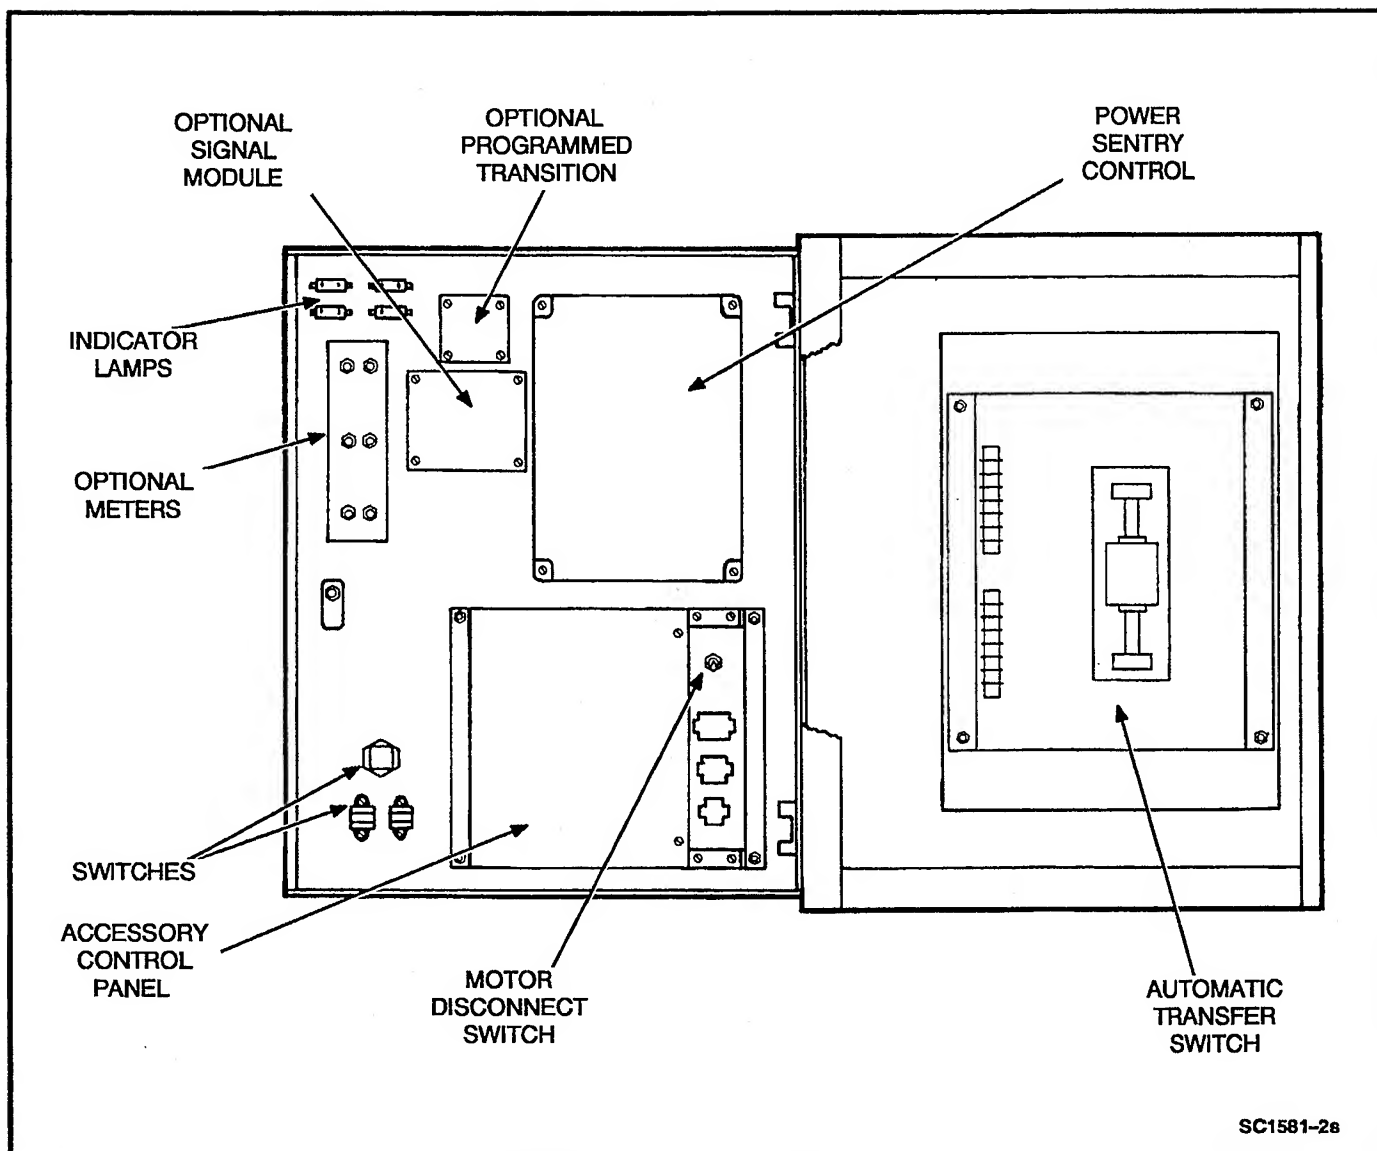 OPTIONAL
SIGNAL
MODULE
OPTIONAL
PROGRAMMED
TRANSITION
POWER
SENTRY
CONTROL
INDICATOR
LAMPS
OPTIONAL
METERS
SWITCHES
ACCESSORY
CONTROL
PANEL
MOTOR
DISCONNECT
SWITCH
AUTOMATIC
TRANSFER
SWITCH
SC1581–2s